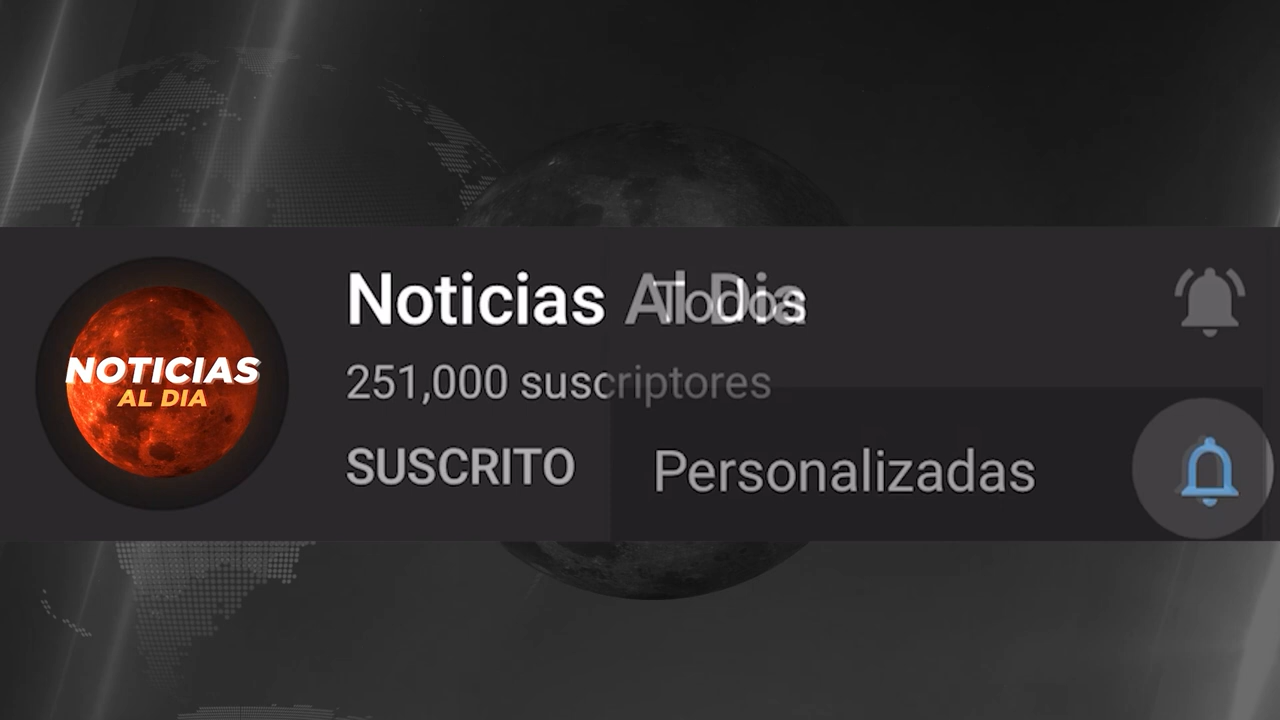 NOTICIAS
AL DIA
Noticias Al Dia
Todos
251,000 suscriptores
SUSCRITO
Personalizadas